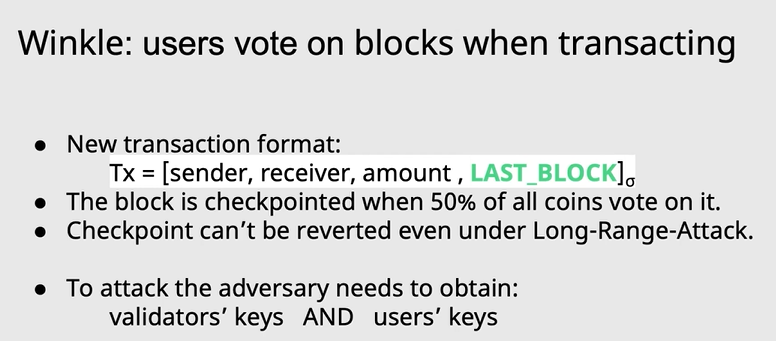 Winkle: users vote on blocks when transacting
● New transaction format:
Tx = [sender, receiver, amount , LAST_BLOCK]σ
● The block is checkpointed when 50% of all coins vote on it.
● Checkpoint can’t be reverted even under Long-Range-Attack.
● To attack the adversary needs to obtain:
validators’ keys AND users’ keys